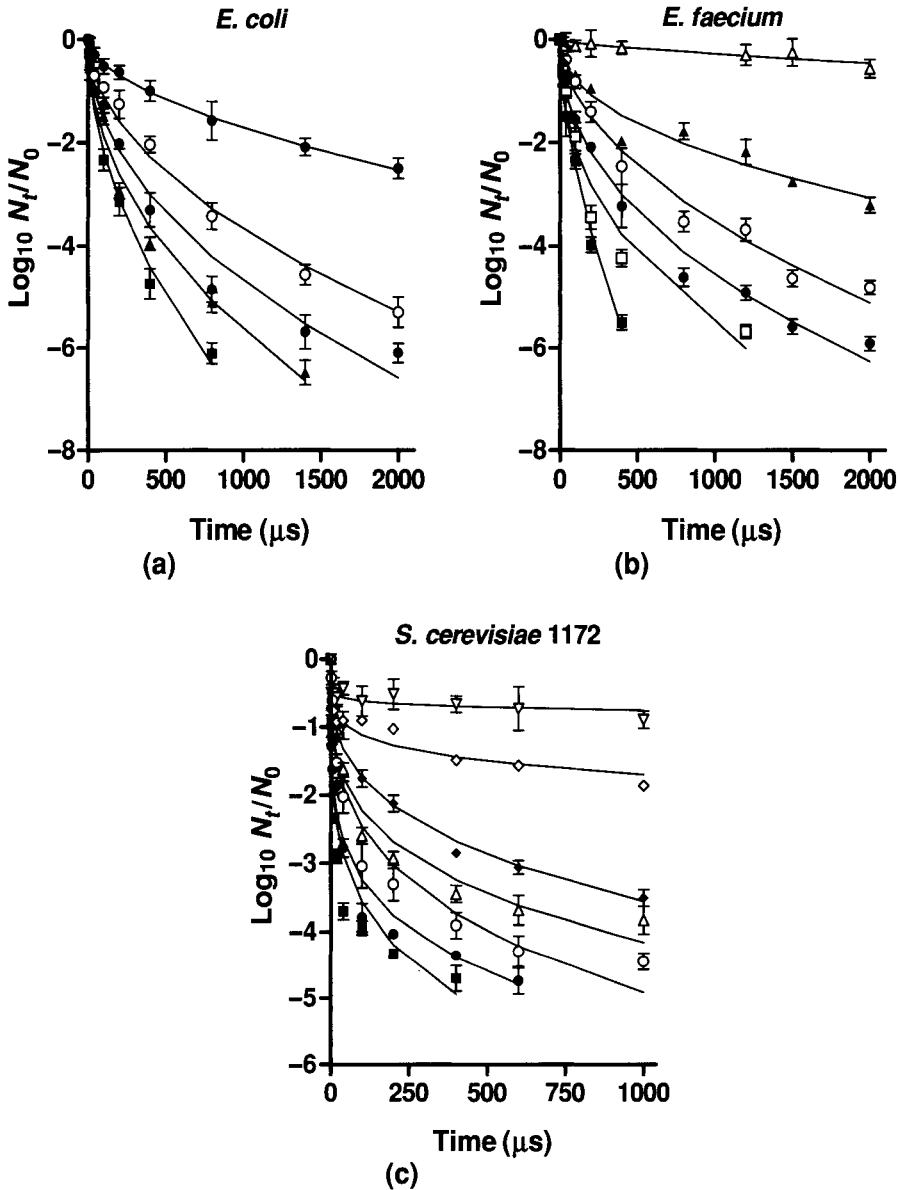 E. coli
Log10 Nt/N0
0
−2
−4
−6
−8
0 500 1000 1500 2000
Time (μs)
(a)
E. faecium
Log10 Nt/N0
0
−2
−4
−6
−8
0 500 1000 1500 2000
Time (μs)
(b)
S. cerevisiae 1172
Log10 Nt/N0
0
−1
−2
−3
−4
−5
−6
0 250 500 750 1000
Time (μs)
(c)